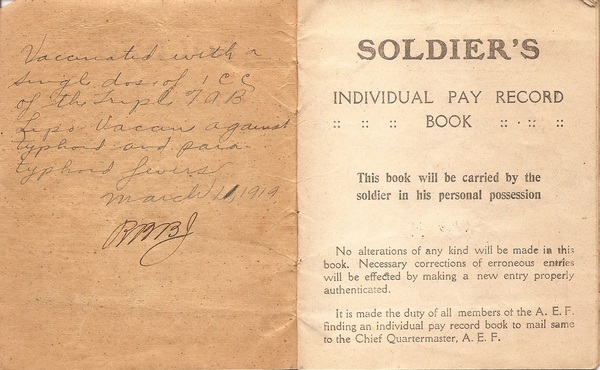 Vaccinated with a
singl dose of 1 CC
of the Tripl TAB
Lipo Vaccin against
typhoid and para-
typhoid fevers
March 1919
SOLDIER'S
INDIVIDUAL PAY RECORD
:: :: :: BOOK :: :: ::
This book will be carried by the
soldier in his personal possession
No alterations of any kind will be made in this
book. Necessary corrections of erroneous entries
will be effected by making a new entry properly
authenticated.
It is made the duty of all members of the A. E. F.
finding an individual pay record book to mail same
to the Chief Quartermaster, A. E. F.